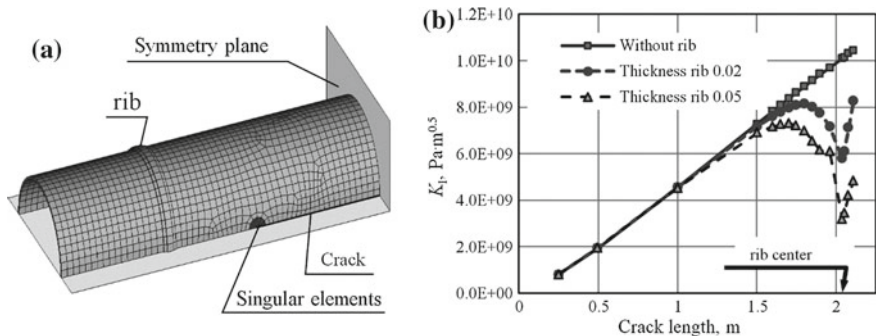 (a)
Symmetry plane
rib
Crack
Singular elements
(b)
1.2E+10
1.0E+10
8.0E+09
6.0E+09
4.0E+09
2.0E+09
0.0E+00
K_I, Pa·m^0.5
Without rib
Thickness rib 0.02
Thickness rib 0.05
rib center
0 0.5 1 1.5 2
Crack length, m